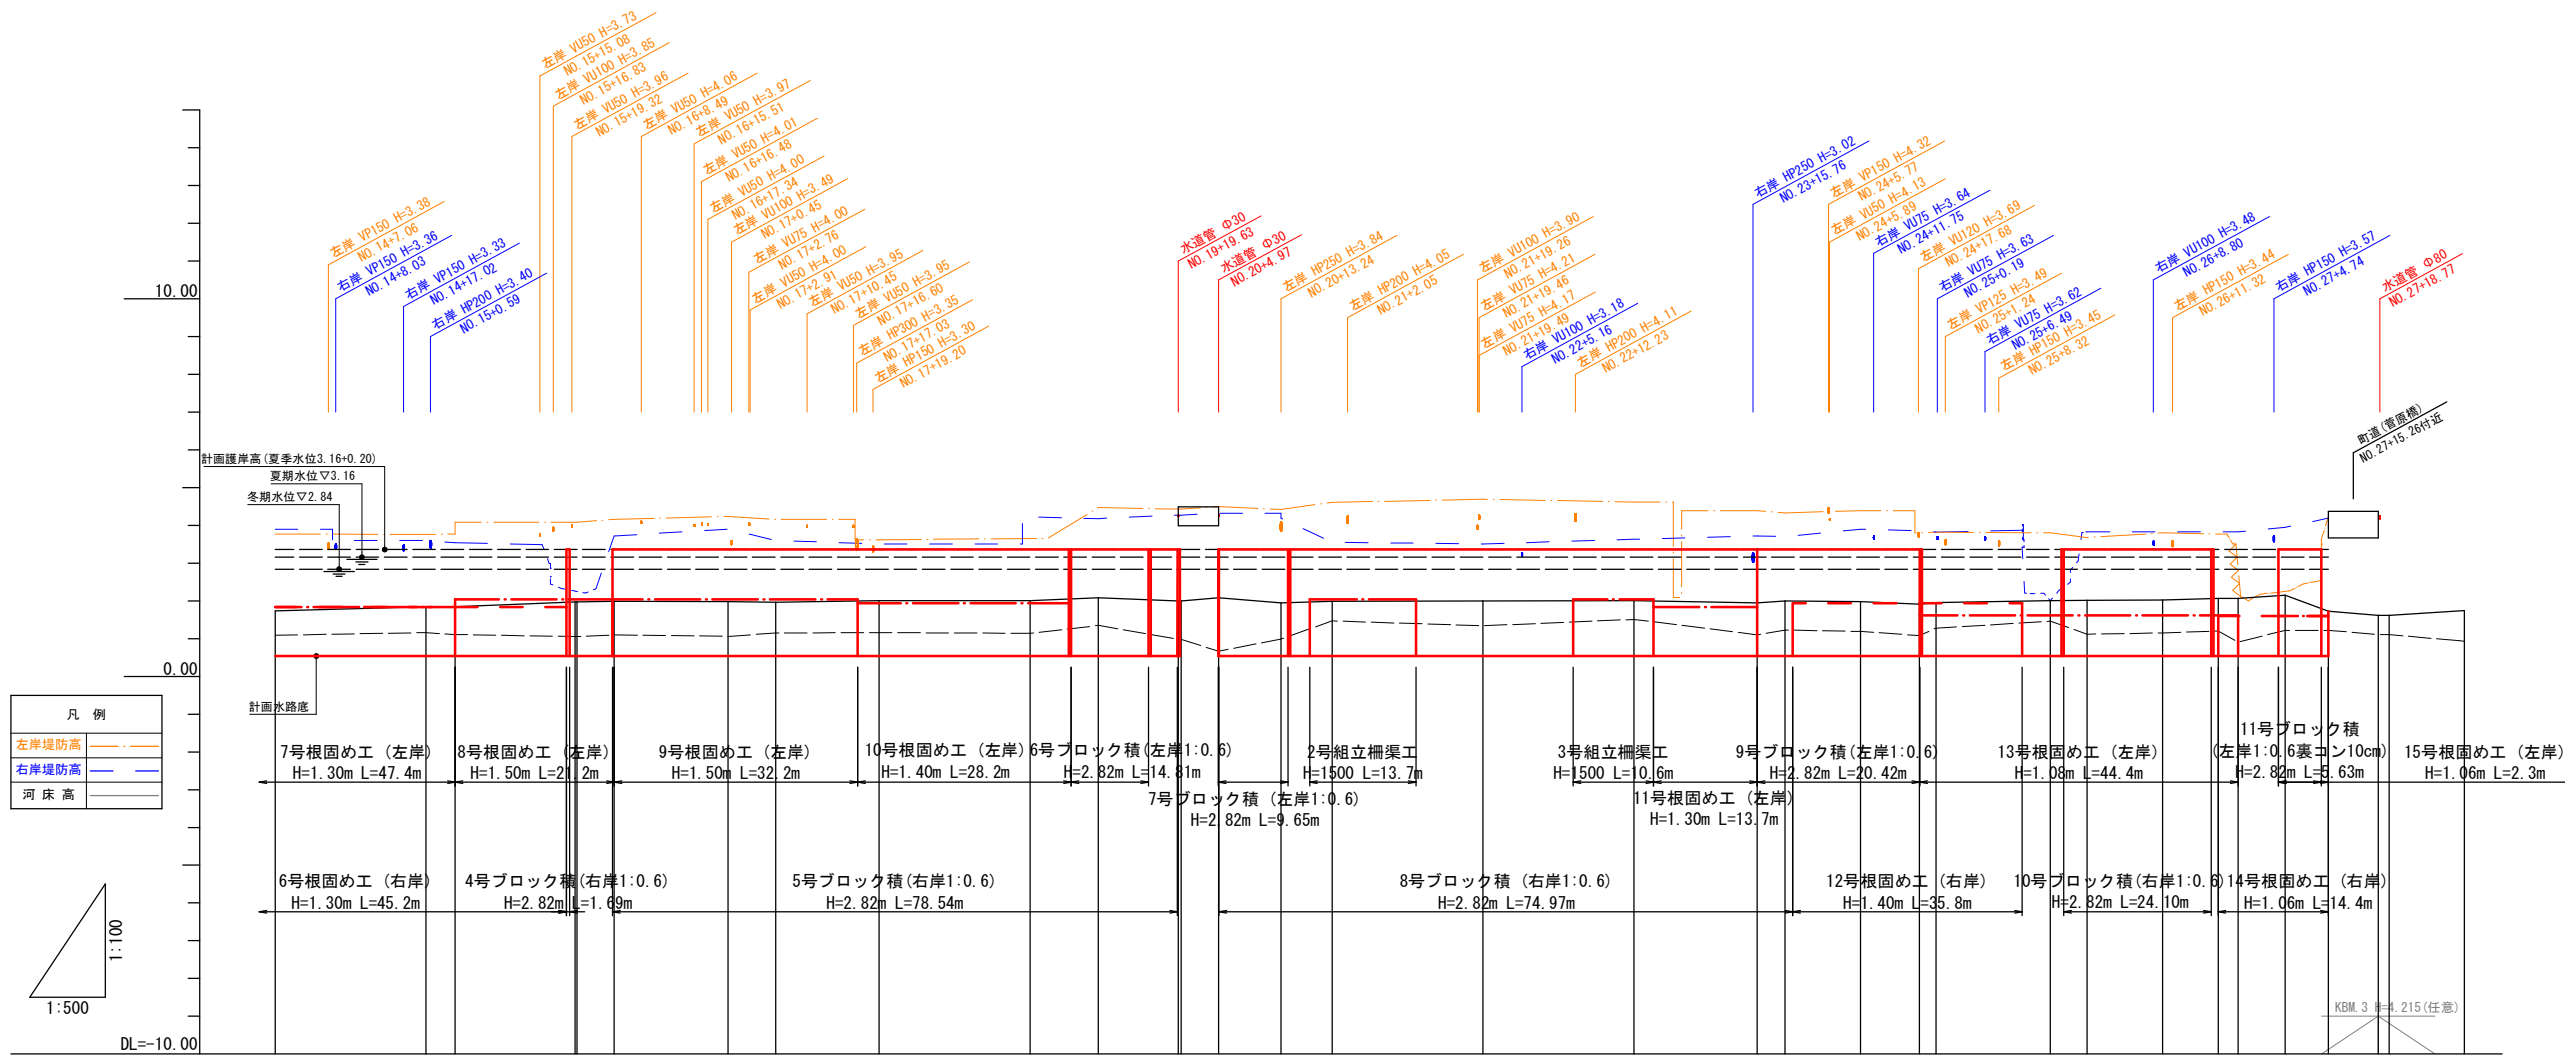 左岸 VU50 H=3.73
NO.15+15.08
左岸 VU100 H=3.85
NO.15+16.83
左岸 VU50 H=3.96
NO.15+19.32
左岸 VU50 H=4.06
NO.16+8.49
左岸 VU50 H=3.97
NO.16+15.51
左岸 VU50 H=4.01
NO.16+16.48
左岸 VU50 H=4.00
NO.16+17.34
左岸 VU100 H=3.49
NO.17+0.45
左岸 VU75 H=4.00
NO.17+2.76
左岸 VU50 H=4.00
NO.17+2.91
左岸 VU50 H=3.95
NO.17+10.45
左岸 VU50 H=3.95
NO.17+16.60
左岸 HP300 H=3.35
NO.17+17.03
左岸 HP150 H=3.30
NO.17+19.20
左岸 VP150 H=3.38
NO.14+7.06
右岸 VP150 H=3.36
NO.14+8.03
右岸 VP150 H=3.33
NO.14+17.02
右岸 HP200 H=3.40
NO.15+0.59
水道管 Φ30
NO.19+19.63
水道管 Φ30
NO.20+4.97
左岸 HP250 H=3.84
NO.20+13.24
左岸 HP200 H=4.05
NO.21+2.05
左岸 VU100 H=3.90
NO.21+19.26
左岸 VU75 H=4.21
NO.21+19.46
左岸 VU75 H=4.17
NO.21+19.49
右岸 VU100 H=3.18
NO.22+5.16
左岸 HP200 H=4.11
NO.22+12.23
右岸 HP250 H=3.02
NO.23+15.76
左岸 VP150 H=4.32
NO.24+5.77
左岸 VU50 H=4.13
NO.24+5.89
右岸 VU75 H=3.64
NO.24+11.75
左岸 VU120 H=3.69
NO.24+17.68
右岸 VU75 H=3.63
NO.25+0.19
左岸 VP125 H=3.49
NO.25+1.24
右岸 VU75 H=3.62
NO.25+6.49
左岸 HP150 H=3.45
NO.25+8.32
右岸 VU100 H=3.48
NO.26+8.80
左岸 HP150 H=3.44
NO.26+11.32
右岸 HP150 H=3.57
NO.27+4.74
水道管 Φ80
NO.27+18.77
町道(菅原橋)
NO.27+15.26付近
10.00
計画護岸高(夏季水位3.16+0.20)
夏期水位▽3.16
冬期水位▽2.84
0.00
計画水路底
凡 例
左岸堤防高
右岸堤防高
河 床 高
7号根固め工 (左岸)
H=1.30m L=47.4m
8号根固め工 (左岸)
H=1.50m L=21.2m
9号根固め工 (左岸)
H=1.50m L=32.2m
10号根固め工 (左岸)
H=1.40m L=28.2m
6号ブロック積(左岸1:0.6)
H=2.82m L=14.81m
7号ブロック積 (左岸1:0.6)
H=2.82m L=9.65m
2号組立柵渠工
H=1500 L=13.7m
3号組立柵渠工
H=1500 L=10.6m
11号根固め工 (左岸)
H=1.30m L=13.7m
9号ブロック積(左岸1:0.6)
H=2.82m L=20.42m
13号根固め工 (左岸)
H=1.08m L=44.4m
11号ブロック積
(左岸1:0.6裏コン10cm)
H=2.82m L=5.63m
15号根固め工 (左岸)
H=1.06m L=2.3m
6号根固め工 (右岸)
H=1.30m L=45.2m
4号ブロック積(右岸1:0.6)
H=2.82m L=1.69m
5号ブロック積(右岸1:0.6)
H=2.82m L=78.54m
8号ブロック積 (右岸1:0.6)
H=2.82m L=74.97m
12号根固め工 (右岸)
H=1.40m L=35.8m
10号ブロック積(右岸1:0.6)
H=2.82m L=24.10m
14号根固め工 (右岸)
H=1.06m L=14.4m
1:100
1:500
KBM.3 H=4.215(任意)
DL=-10.00